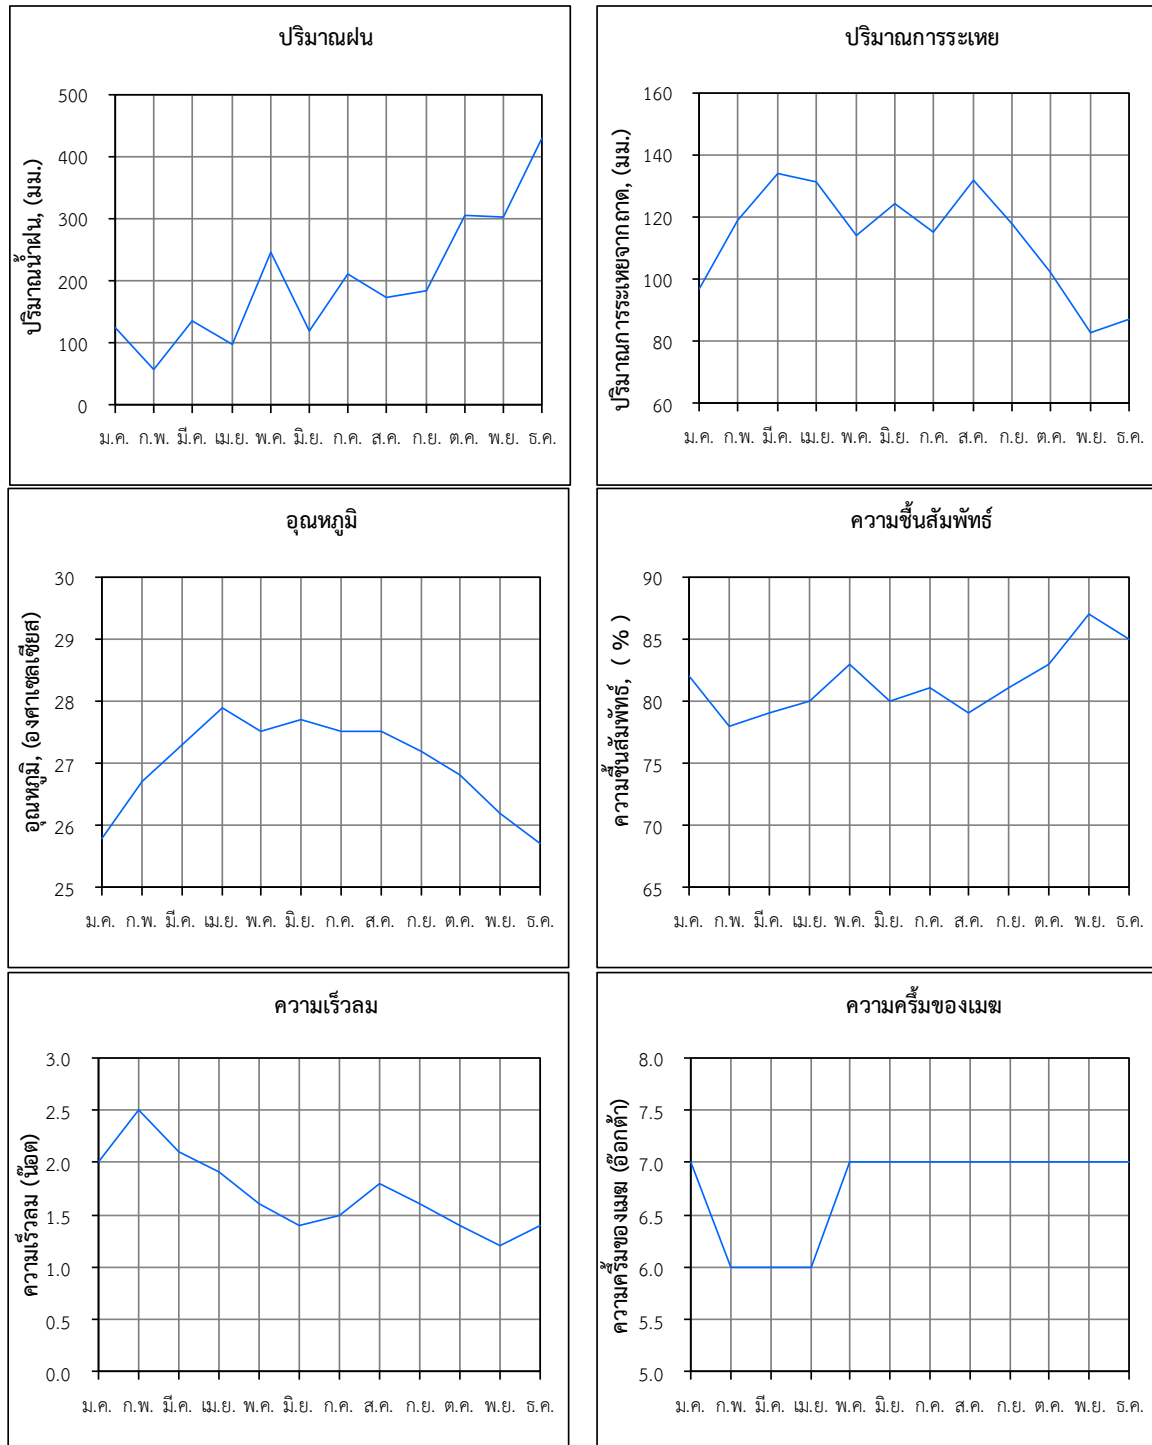 ปริมาณฝน
ปริมาณน้ำฝน, (มม.)
500
400
300
200
100
0
ม.ค. ก.พ. มี.ค. เม.ย. พ.ค. มิ.ย. ก.ค. ส.ค. ก.ย. ต.ค. พ.ย. ธ.ค.
ปริมาณการระเหย
ปริมาณการระเหยจากถาด, (มม.)
160
140
120
100
80
60
ม.ค. ก.พ. มี.ค. เม.ย. พ.ค. มิ.ย. ก.ค. ส.ค. ก.ย. ต.ค. พ.ย. ธ.ค.
อุณหภูมิ
อุณหภูมิ, (องศาเซลเซียส)
30
29
28
27
26
25
ม.ค. ก.พ. มี.ค. เม.ย. พ.ค. มิ.ย. ก.ค. ส.ค. ก.ย. ต.ค. พ.ย. ธ.ค.
ความชื้นสัมพัทธ์
ความชื้นสัมพัทธ์, ( % )
90
85
80
75
70
65
ม.ค. ก.พ. มี.ค. เม.ย. พ.ค. มิ.ย. ก.ค. ส.ค. ก.ย. ต.ค. พ.ย. ธ.ค.
ความเร็วลม
ความเร็วลม (น๊อต)
3.0
2.5
2.0
1.5
1.0
0.5
0.0
ม.ค. ก.พ. มี.ค. เม.ย. พ.ค. มิ.ย. ก.ค. ส.ค. ก.ย. ต.ค. พ.ย. ธ.ค.
ความครึ้มของเมฆ
ความครึ้มของเมฆ (อ๊อกต้า)
8.0
7.5
7.0
6.5
6.0
5.5
5.0
ม.ค. ก.พ. มี.ค. เม.ย. พ.ค. มิ.ย. ก.ค. ส.ค. ก.ย. ต.ค. พ.ย. ธ.ค.